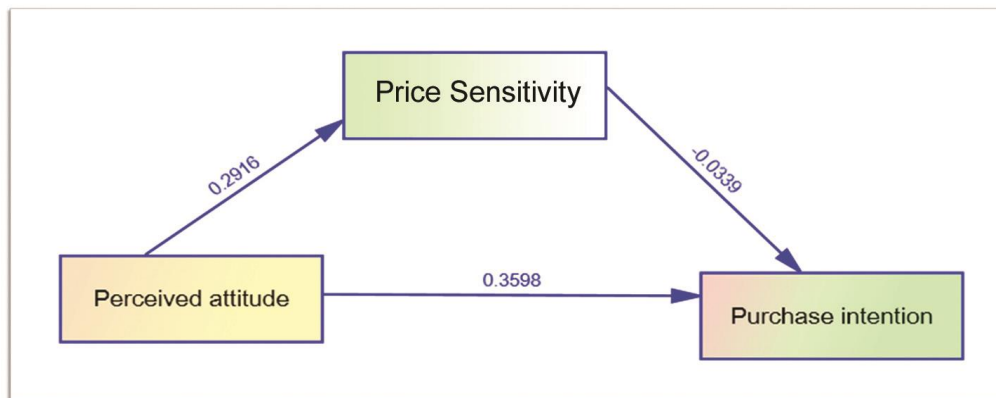 Price Sensitivity
0.2916
-0.0339
Perceived attitude
0.3598
Purchase intention